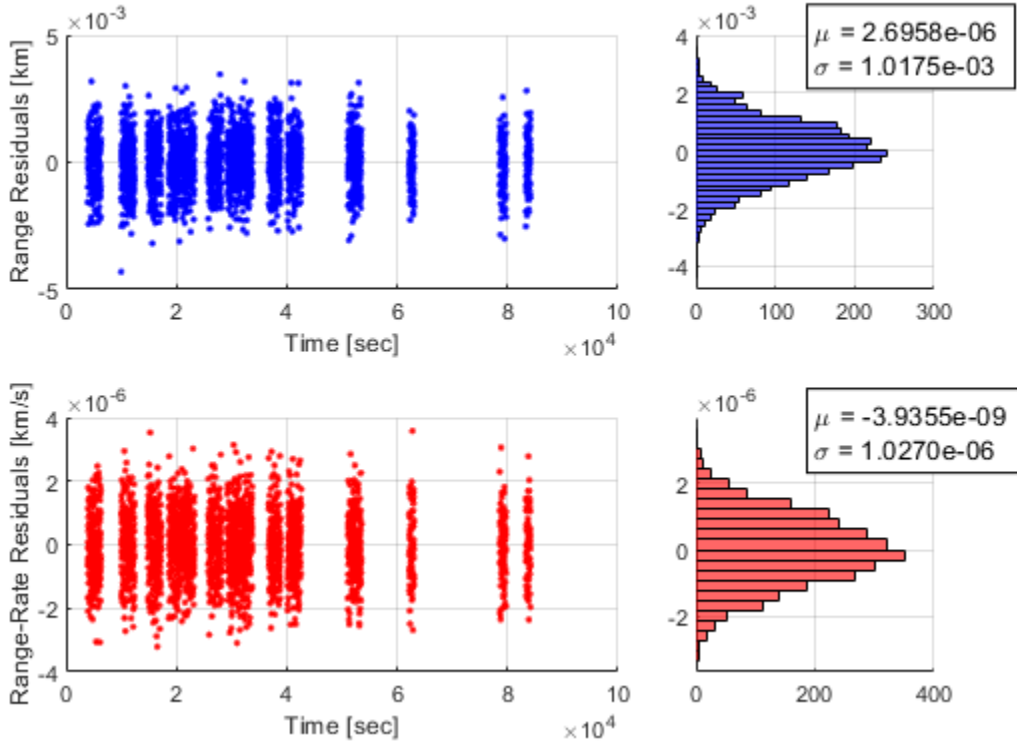 ×10⁻³
5
0
-5
Range Residuals [km]
0 2 4 6 8 10
Time [sec]
×10⁴
×10⁻³
4
2
0
-2
-4
0 100 200 300
μ = 2.6958e-06
σ = 1.0175e-03
×10⁻⁶
4
2
0
-2
-4
Range-Rate Residuals [km/s]
0 2 4 6 8 10
Time [sec]
×10⁴
×10⁻⁶
2
0
-2
0 200 400
μ = -3.9355e-09
σ = 1.0270e-06